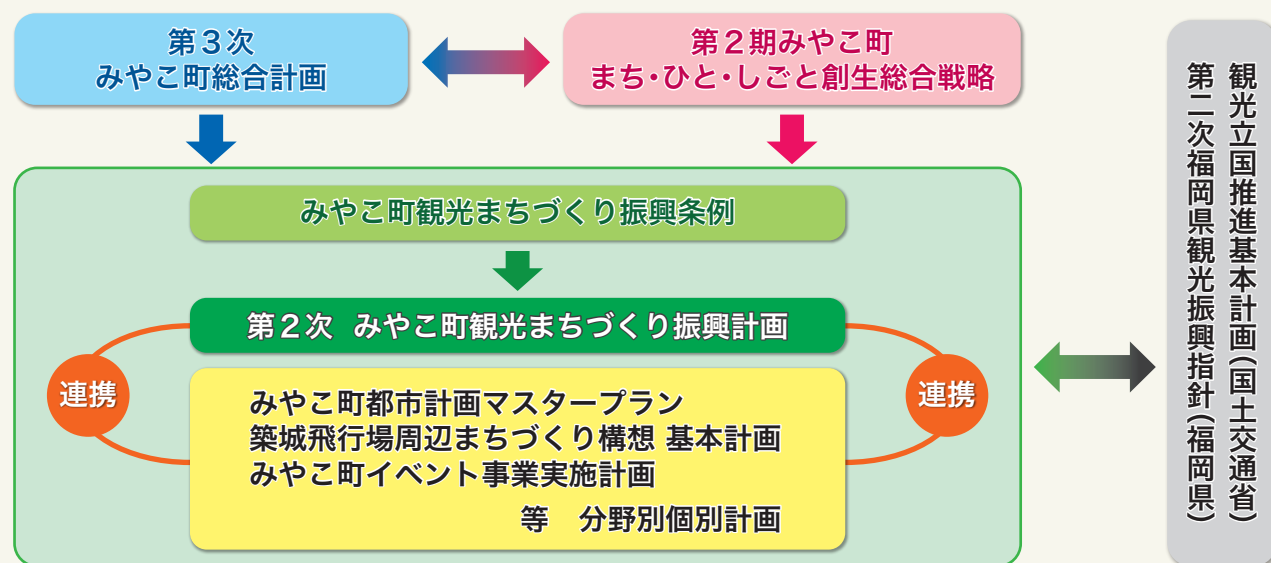 第３次
みやこ町総合計画
第２期みやこ町
まち・ひと・しごと創生総合戦略
みやこ町観光まちづくり振興条例
第２次 みやこ町観光まちづくり振興計画
連携
連携
みやこ町都市計画マスタープラン
築城飛行場周辺まちづくり構想 基本計画
みやこ町イベント事業実施計画
等　分野別個別計画
観光立国推進基本計画（国土交通省）
第二次福岡県観光振興指針（福岡県）